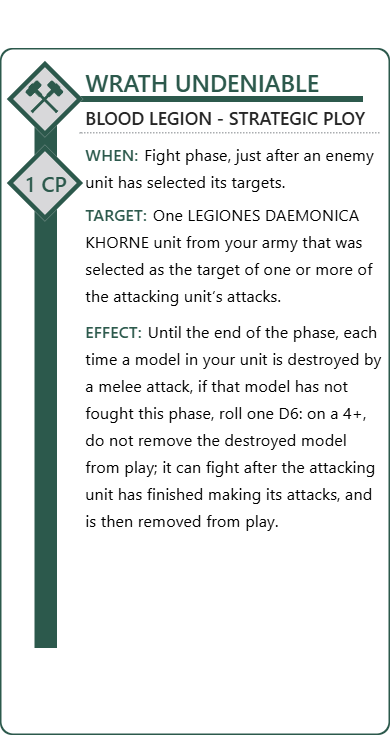 WRATH UNDENIABLE
BLOOD LEGION - STRATEGIC PLOY
1 CP
WHEN: Fight phase, just after an enemy
unit has selected its targets.
TARGET: One LEGIONES DAEMONICA
KHORNE unit from your army that was
selected as the target of one or more of
the attacking unit's attacks.
EFFECT: Until the end of the phase, each
time a model in your unit is destroyed by
a melee attack, if that model has not
fought this phase, roll one D6: on a 4+,
do not remove the destroyed model
from play; it can fight after the attacking
unit has finished making its attacks, and
is then removed from play.